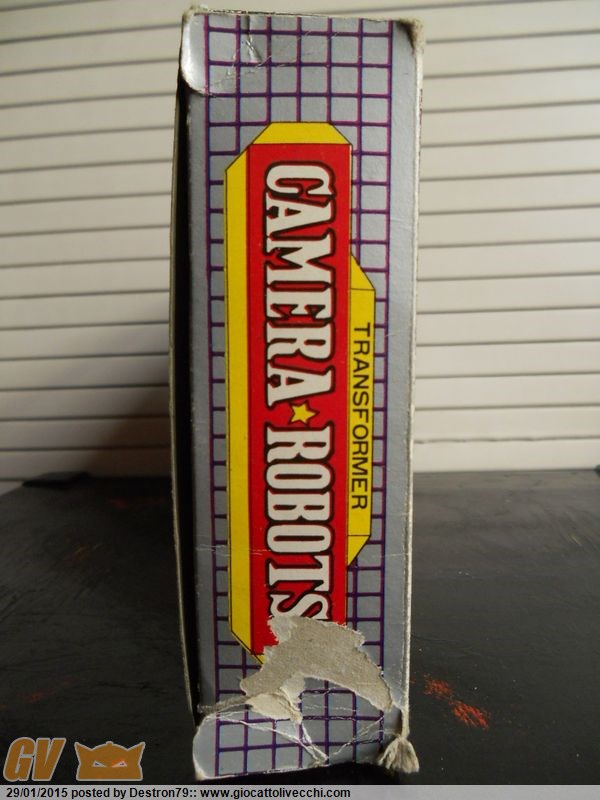 CAMERA ROBOTS
TRANSFORMER
GV
29/01/2015 posted by Destron79:: www.giocattolivecchi.com